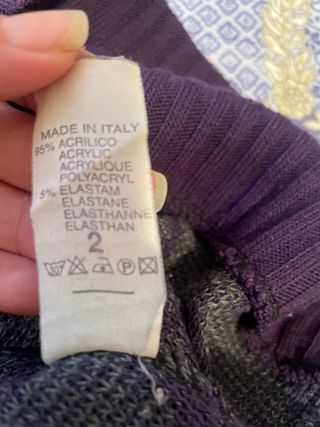 MADE IN ITALY
95% ACRILICO
ACRYLIC
ACRYLIQUE
POLYACRYL
5% ELASTAM
ELASTANE
ELASTHANNE
ELASTHAN
2
P